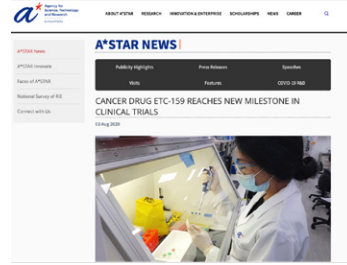 a*
Agency for
Science, Technology
and Research
SINGAPORE
ABOUT A*STAR RESEARCH INNOVATION & ENTERPRISE SCHOLARSHIPS NEWS CAREER
A*STAR News
A*STAR Innovate
Faces of A*STAR
National Survey of R&D
Connect with Us
A*STAR NEWS
Publicity Highlights Press Releases Speeches
Visits Features COVID-19 R&D
CANCER DRUG ETC-159 REACHES NEW MILESTONE IN
CLINICAL TRIALS
03 Aug 2020